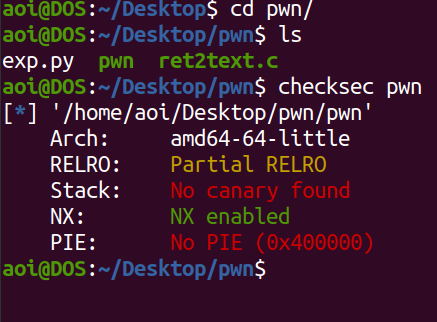 aoi@DOS:~/Desktop$ cd pwn/
aoi@DOS:~/Desktop/pwn$ ls
exp.py  pwn  ret2text.c
aoi@DOS:~/Desktop/pwn$ checksec pwn
[*] '/home/aoi/Desktop/pwn/pwn'
    Arch:     amd64-64-little
    RELRO:    Partial RELRO
    Stack:    No canary found
    NX:       NX enabled
    PIE:      No PIE (0x400000)
aoi@DOS:~/Desktop/pwn$